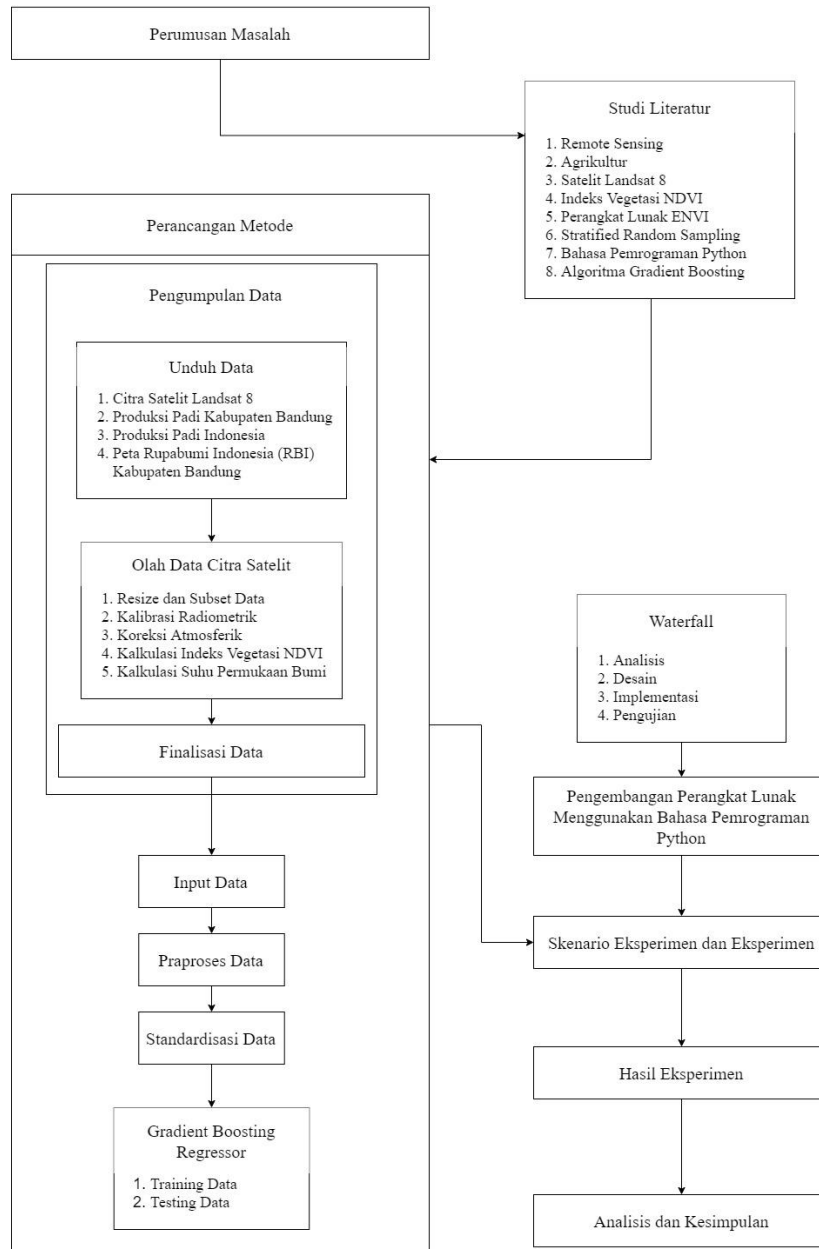 Perumusan Masalah
Studi Literatur
1. Remote Sensing
2. Agrikultur
3. Satelit Landsat 8
4. Indeks Vegetasi NDVI
5. Perangkat Lunak ENVI
6. Stratified Random Sampling
7. Bahasa Pemrograman Python
8. Algoritma Gradient Boosting
Perancangan Metode
Pengumpulan Data
Unduh Data
1. Citra Satelit Landsat 8
2. Produksi Padi Kabupaten Bandung
3. Produksi Padi Indonesia
4. Peta Rupabumi Indonesia (RBI)
Kabupaten Bandung
Olah Data Citra Satelit
1. Resize dan Subset Data
2. Kalibrasi Radiometrik
3. Koreksi Atmosferik
4. Kalkulasi Indeks Vegetasi NDVI
5. Kalkulasi Suhu Permukaan Bumi
Finalisasi Data
Input Data
Praproses Data
Standardisasi Data
Gradient Boosting
Regressor
1. Training Data
2. Testing Data
Waterfall
1. Analisis
2. Desain
3. Implementasi
4. Pengujian
Pengembangan Perangkat Lunak
Menggunakan Bahasa Pemrograman
Python
Skenario Eksperimen dan Eksperimen
Hasil Eksperimen
Analisis dan Kesimpulan